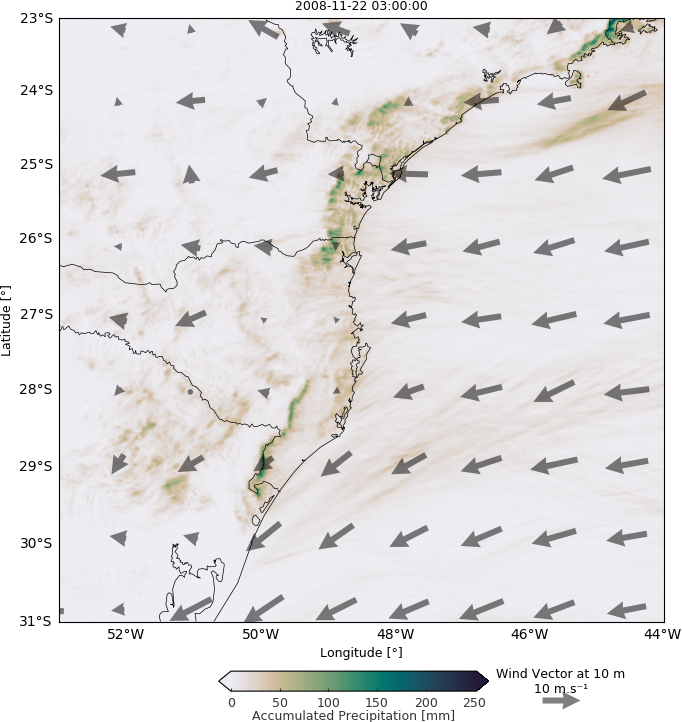 2008-11-22 03:00:00
23°S
24°S
25°S
26°S
27°S
28°S
29°S
30°S
31°S
Latitude [°]
52°W 50°W 48°W 46°W 44°W
Longitude [°]
0 50 100 150 200 250
Accumulated Precipitation [mm]
Wind Vector at 10 m
10 m.s⁻¹